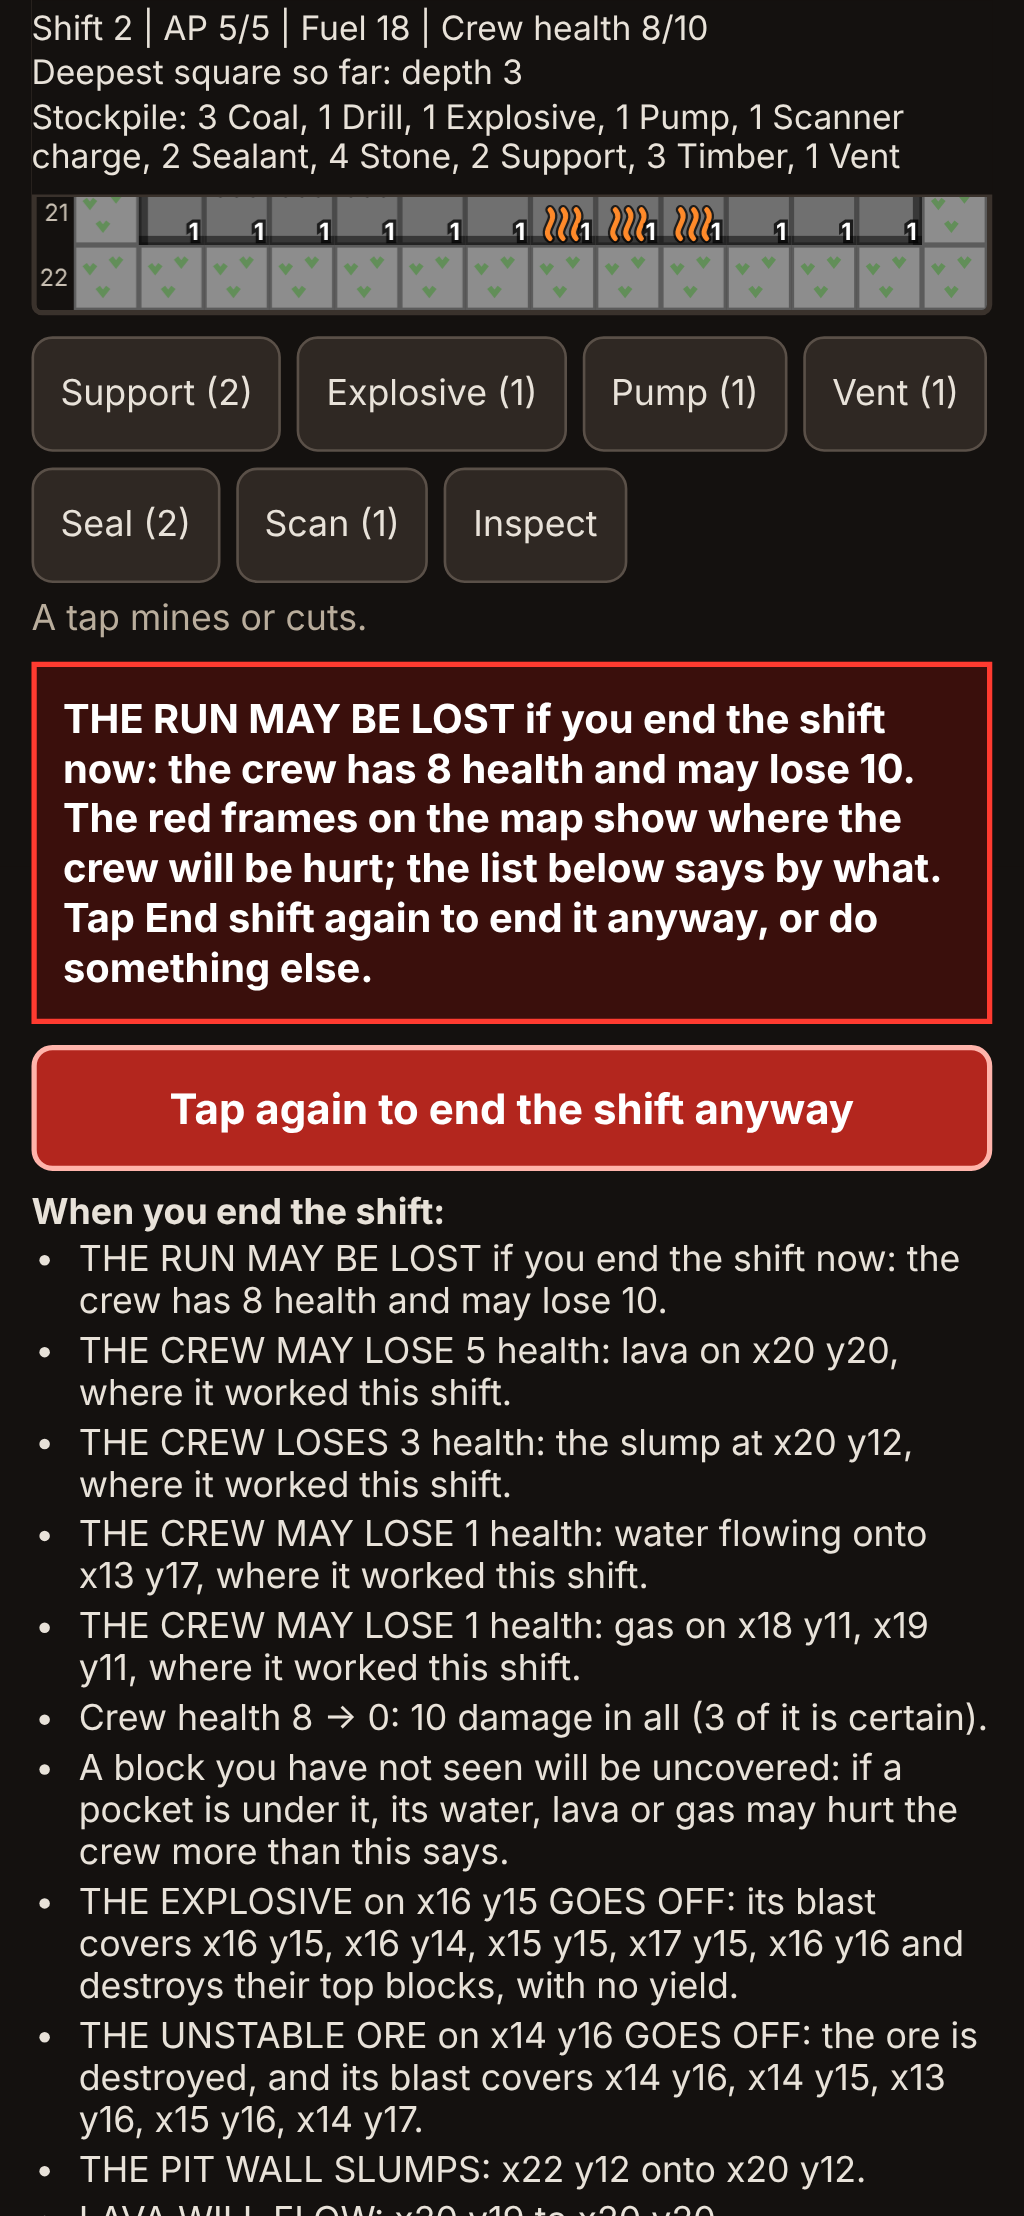 Shift 2 | AP 5/5 | Fuel 18 | Crew health 8/10
Deepest square so far: depth 3
Stockpile: 3 Coal, 1 Drill, 1 Explosive, 1 Pump, 1 Scanner
charge, 2 Sealant, 4 Stone, 2 Support, 3 Timber, 1 Vent
21 1 1 1 1 1 1 1 1 1 1 1 1
22
Support (2) Explosive (1) Pump (1) Vent (1)
Seal (2) Scan (1) Inspect
A tap mines or cuts.
THE RUN MAY BE LOST if you end the shift
now: the crew has 8 health and may lose 10.
The red frames on the map show where the
crew will be hurt; the list below says by what.
Tap End shift again to end it anyway, or do
something else.
Tap again to end the shift anyway
When you end the shift:
• THE RUN MAY BE LOST if you end the shift now: the
crew has 8 health and may lose 10.
• THE CREW MAY LOSE 5 health: lava on x20 y20,
where it worked this shift.
• THE CREW LOSES 3 health: the slump at x20 y12,
where it worked this shift.
• THE CREW MAY LOSE 1 health: water flowing onto
x13 y17, where it worked this shift.
• THE CREW MAY LOSE 1 health: gas on x18 y11, x19
y11, where it worked this shift.
• Crew health 8 → 0: 10 damage in all (3 of it is certain).
• A block you have not seen will be uncovered: if a
pocket is under it, its water, lava or gas may hurt the
crew more than this says.
• THE EXPLOSIVE on x16 y15 GOES OFF: its blast
covers x16 y15, x16 y14, x15 y15, x17 y15, x16 y16 and
destroys their top blocks, with no yield.
• THE UNSTABLE ORE on x14 y16 GOES OFF: the ore is
destroyed, and its blast covers x14 y16, x14 y15, x13
y16, x15 y16, x14 y17.
• THE PIT WALL SLUMPS: x22 y12 onto x20 y12.
• LAVA WILL FLOW: x20 y19 to x20 y20